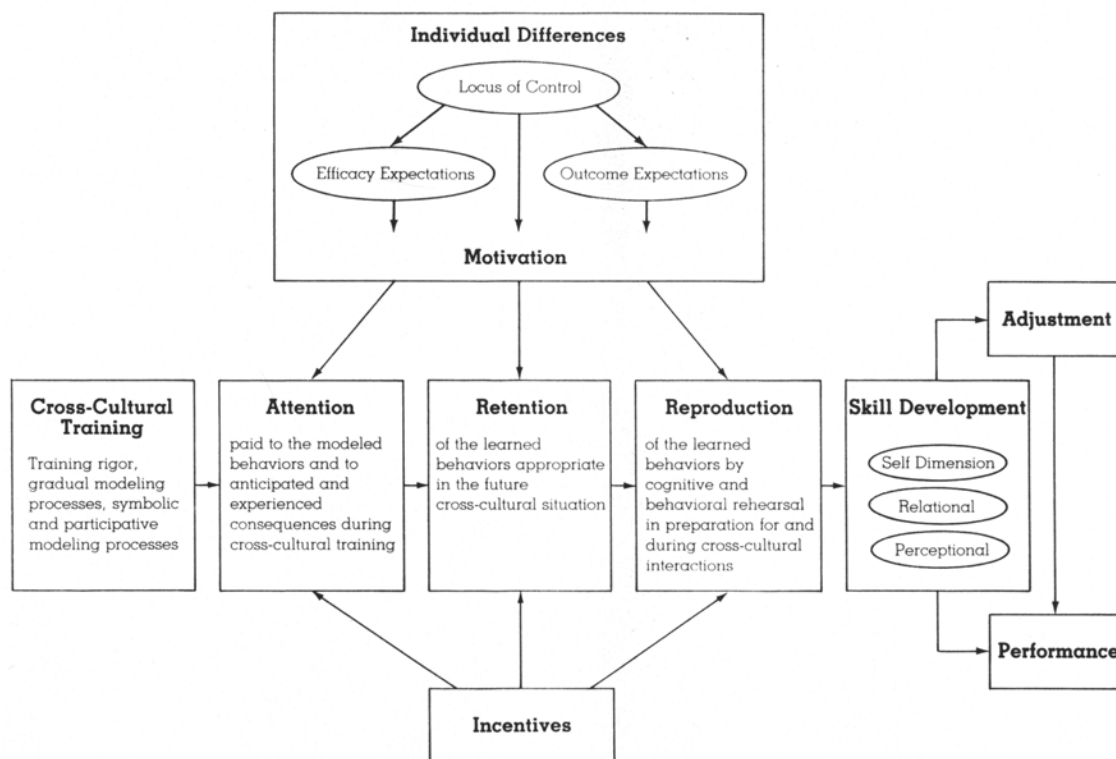 Individual Differences
Locus of Control
Efficacy Expectations
Outcome Expectations
Motivation
Adjustment
Cross-Cultural
Training
Training rigor,
gradual modeling
processes, symbolic
and participative
modeling processes
Attention
paid to the modeled
behaviors and to
anticipated and
experienced
consequences during
cross-cultural training
Retention
of the learned
behaviors appropriate
in the future
cross-cultural situation
Reproduction
of the learned
behaviors by
cognitive and
behavioral rehearsal
in preparation for and
during cross-cultural
interactions
Skill Development
Self Dimension
Relational
Perceptional
Performance
Incentives